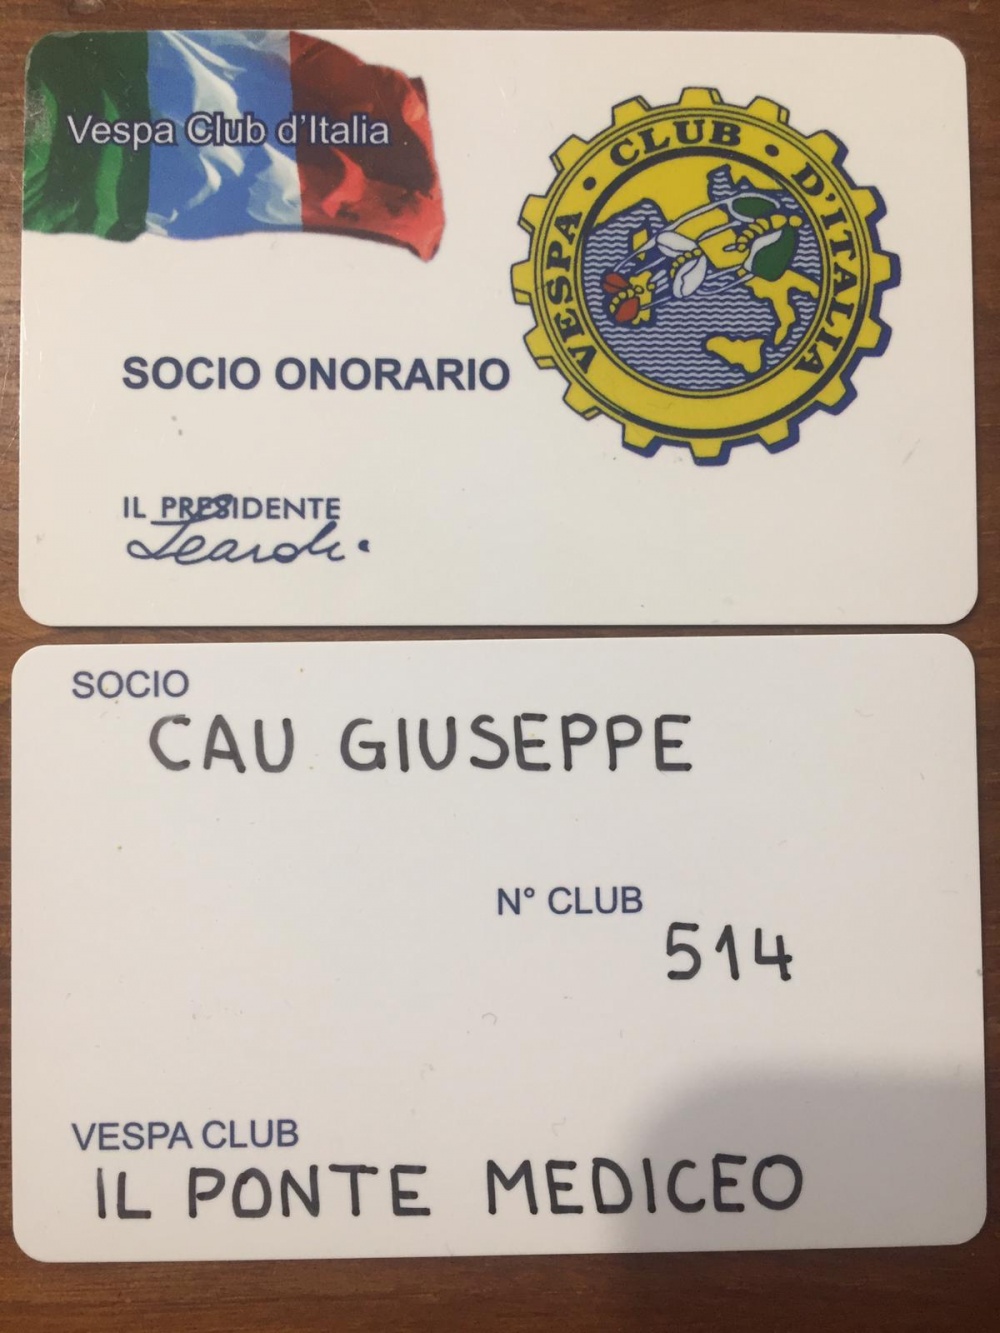 Vespa Club d'Italia
VESPA • CLUB • D'ITALIA
SOCIO ONORARIO
IL PRESIDENTE
SOCIO
CAU GIUSEPPE
N° CLUB
514
VESPA CLUB
IL PONTE MEDICEO